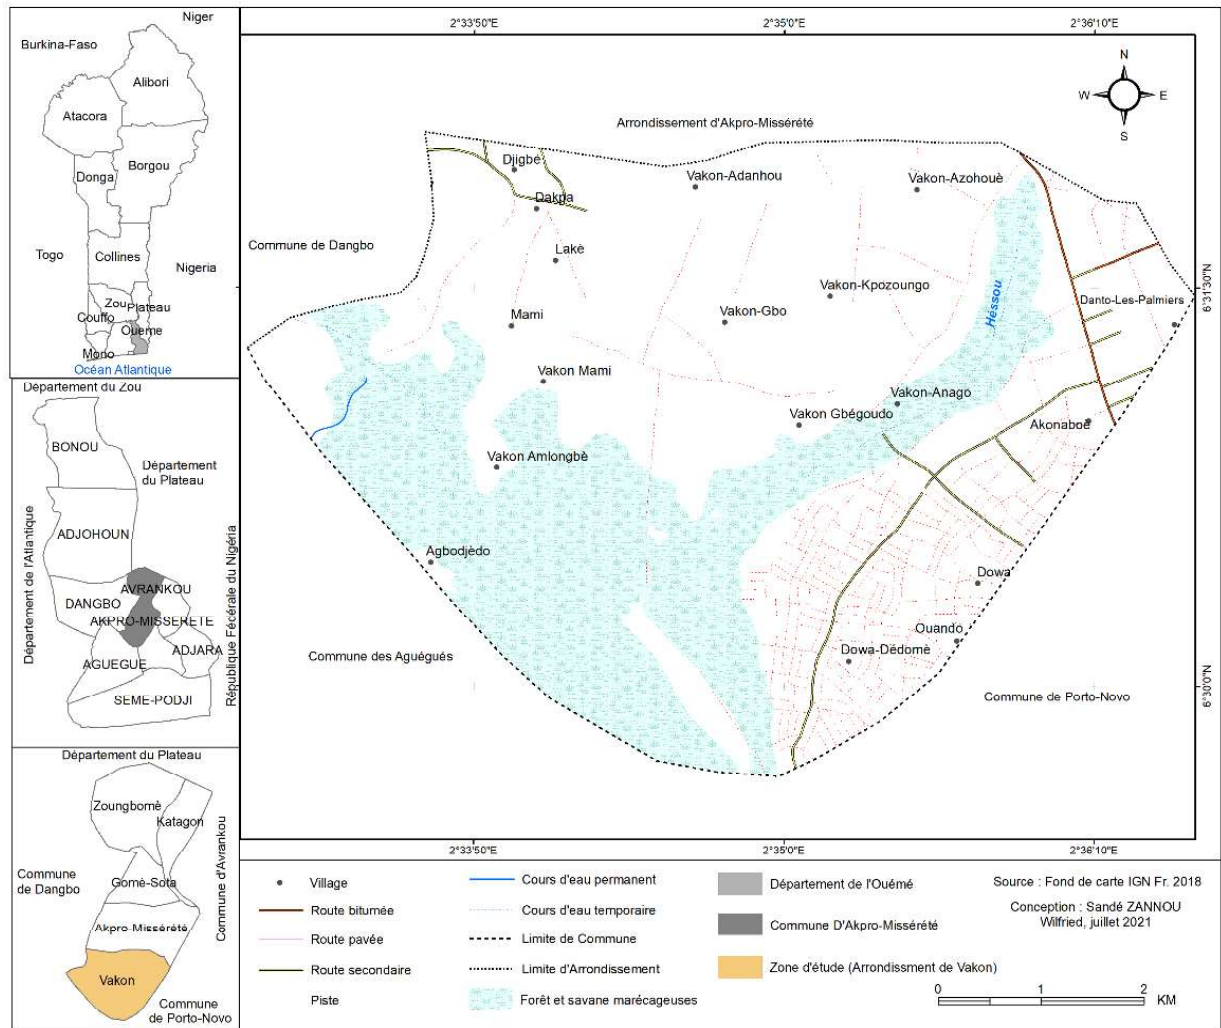 Niger
Burkina-Faso
Alibori
Atacora
Borgou
Donga
Togo
Collines
Nigeria
Zou
Plateau
Couffo
Oueme
Mono
Océan Atlantique
Département du Zou
BONOU
Département
du Plateau
Département de l'Atlantique
ADJOHOUN
République Fécérale du Nigéria
AVRANKOU
DANGBO
AKPRO-MISSERETE
ADJARA
AGUEGUE
SEME-PODJI
Département du Plateau
Zoungbomè
Katagon
Commune d'Avrankou
Commune
de Dangbo
Gomè-Sota
Akpro-Missérété
Vakon
Commune
de Porto-Novo
2°33'50"E
2°35'0"E
2°36'10"E
N
W
E
S
Arrondissement d'Akpro-Missérété
Djigbé
Vakon-Adanhou
Vakon-Azohouè
Dakpa
Commune de Dangbo
Lakè
Vakon-Kpozoungo
Héssou
Danto-Les-Palmiers
6°31'30"N
Mami
Vakon-Gbo
Vakon Mami
Vakon-Anago
Vakon Gbégoudo
Akonaboè
Vakon Amlongbè
Agbodjèdo
Dowa
Ouando
Commune des Aguégués
Dowa-Dédomè
Commune de Porto-Novo
6°30'0"N
2°33'50"E
2°35'0"E
2°36'10"E
Village
Route bitumée
Route pavée
Route secondaire
Piste
Cours d'eau permanent
Cours d'eau temporaire
Limite de Commune
Limite d'Arrondissement
Forêt et savane marécageuses
Département de l'Ouémé
Commune D'Akpro-Missérété
Zone d'étude (Arrondissment de Vakon)
Source : Fond de carte IGN Fr. 2018
Conception : Sandé ZANNOU
Wilfried, juillet 2021
0 1 2
KM